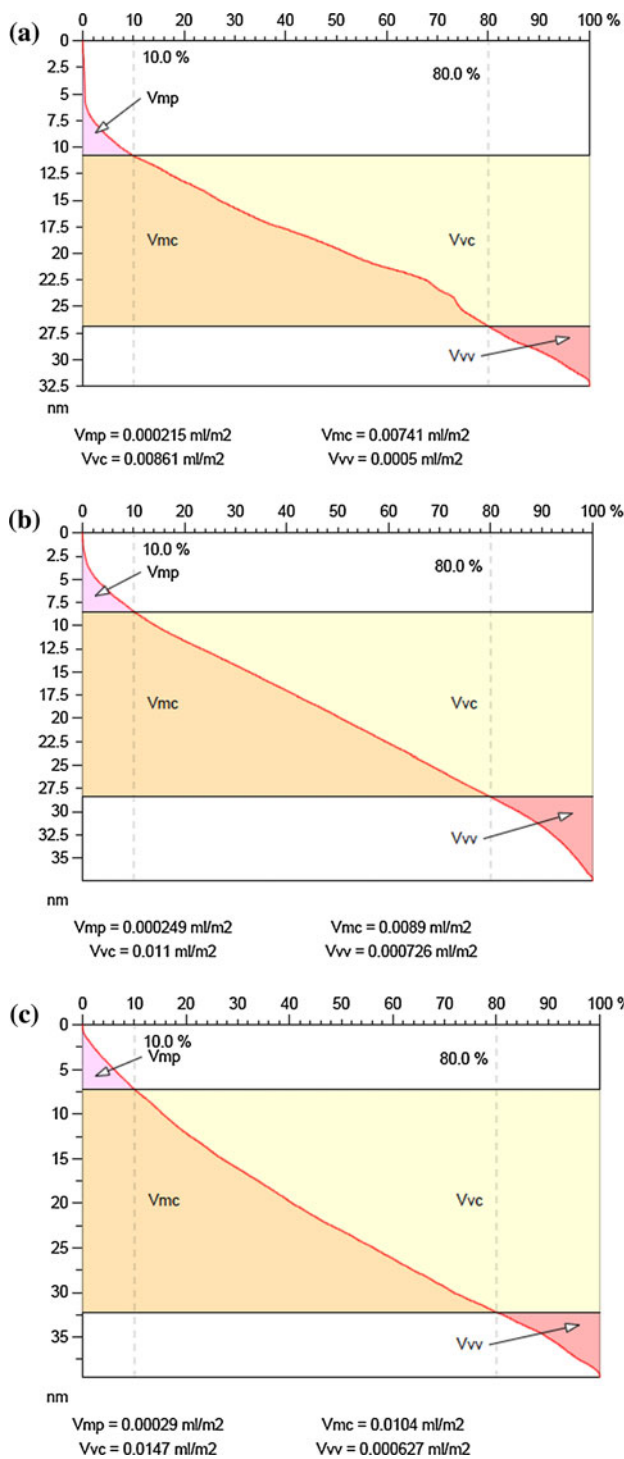 (a)
0 10 20 30 40 50 60 70 80 90 100 %
0
10.0 %
80.0 %
2.5
5
Vmp
7.5
10
12.5
15
17.5
Vmc
Vvc
20
22.5
25
27.5
Vvv
30
32.5
nm
Vmp = 0.000215 ml/m2 Vmc = 0.00741 ml/m2
Vvc = 0.00861 ml/m2 Vvv = 0.0005 ml/m2
(b)
0 10 20 30 40 50 60 70 80 90 100 %
0
10.0 %
2.5
80.0 %
Vmp
5
7.5
10
12.5
15
17.5
Vmc
Vvc
20
22.5
25
27.5
30
32.5
Vvv
35
nm
Vmp = 0.000249 ml/m2 Vmc = 0.0089 ml/m2
Vvc = 0.011 ml/m2 Vvv = 0.000726 ml/m2
(c)
0 10 20 30 40 50 60 70 80 90 100 %
0
10.0 %
Vmp
80.0 %
5
10
15
20
Vmc
Vvc
25
30
35
Vvv
nm
Vmp = 0.00029 ml/m2 Vmc = 0.0104 ml/m2
Vvc = 0.0147 ml/m2 Vvv = 0.000627 ml/m2